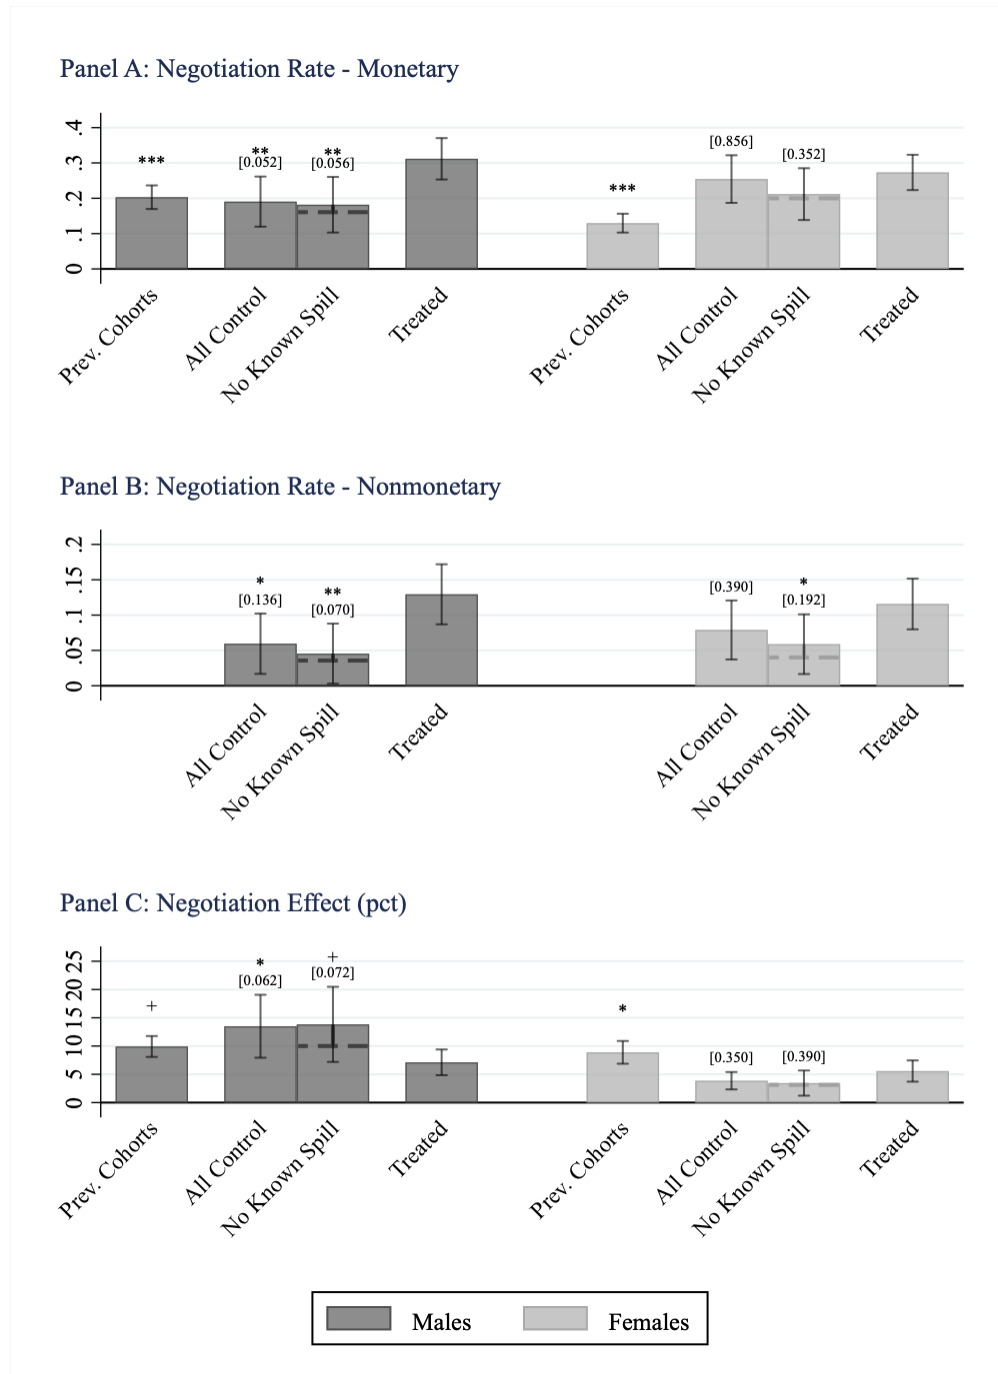 Panel A: Negotiation Rate - Monetary
0 .1 .2 .3 .4
*** ** ** *** [0.856] [0.352]
[0.052] [0.056]
Prev. Cohorts All Control No Known Spill Treated Prev. Cohorts All Control No Known Spill Treated
Panel B: Negotiation Rate - Nonmonetary
0 .05 .1 .15 .2
* ** [0.390] *
[0.136] [0.070] [0.192]
All Control No Known Spill Treated All Control No Known Spill Treated
Panel C: Negotiation Effect (pct)
0 5 10 15 20 25
+ * + * [0.350] [0.390]
[0.062] [0.072]
Prev. Cohorts All Control No Known Spill Treated Prev. Cohorts All Control No Known Spill Treated
Males Females